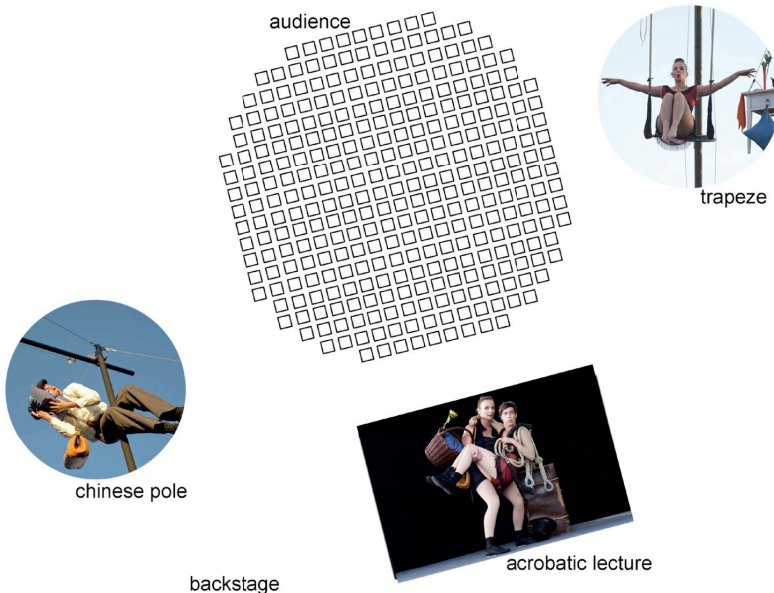 audience
trapeze
chinese pole
acrobatic lecture
backstage